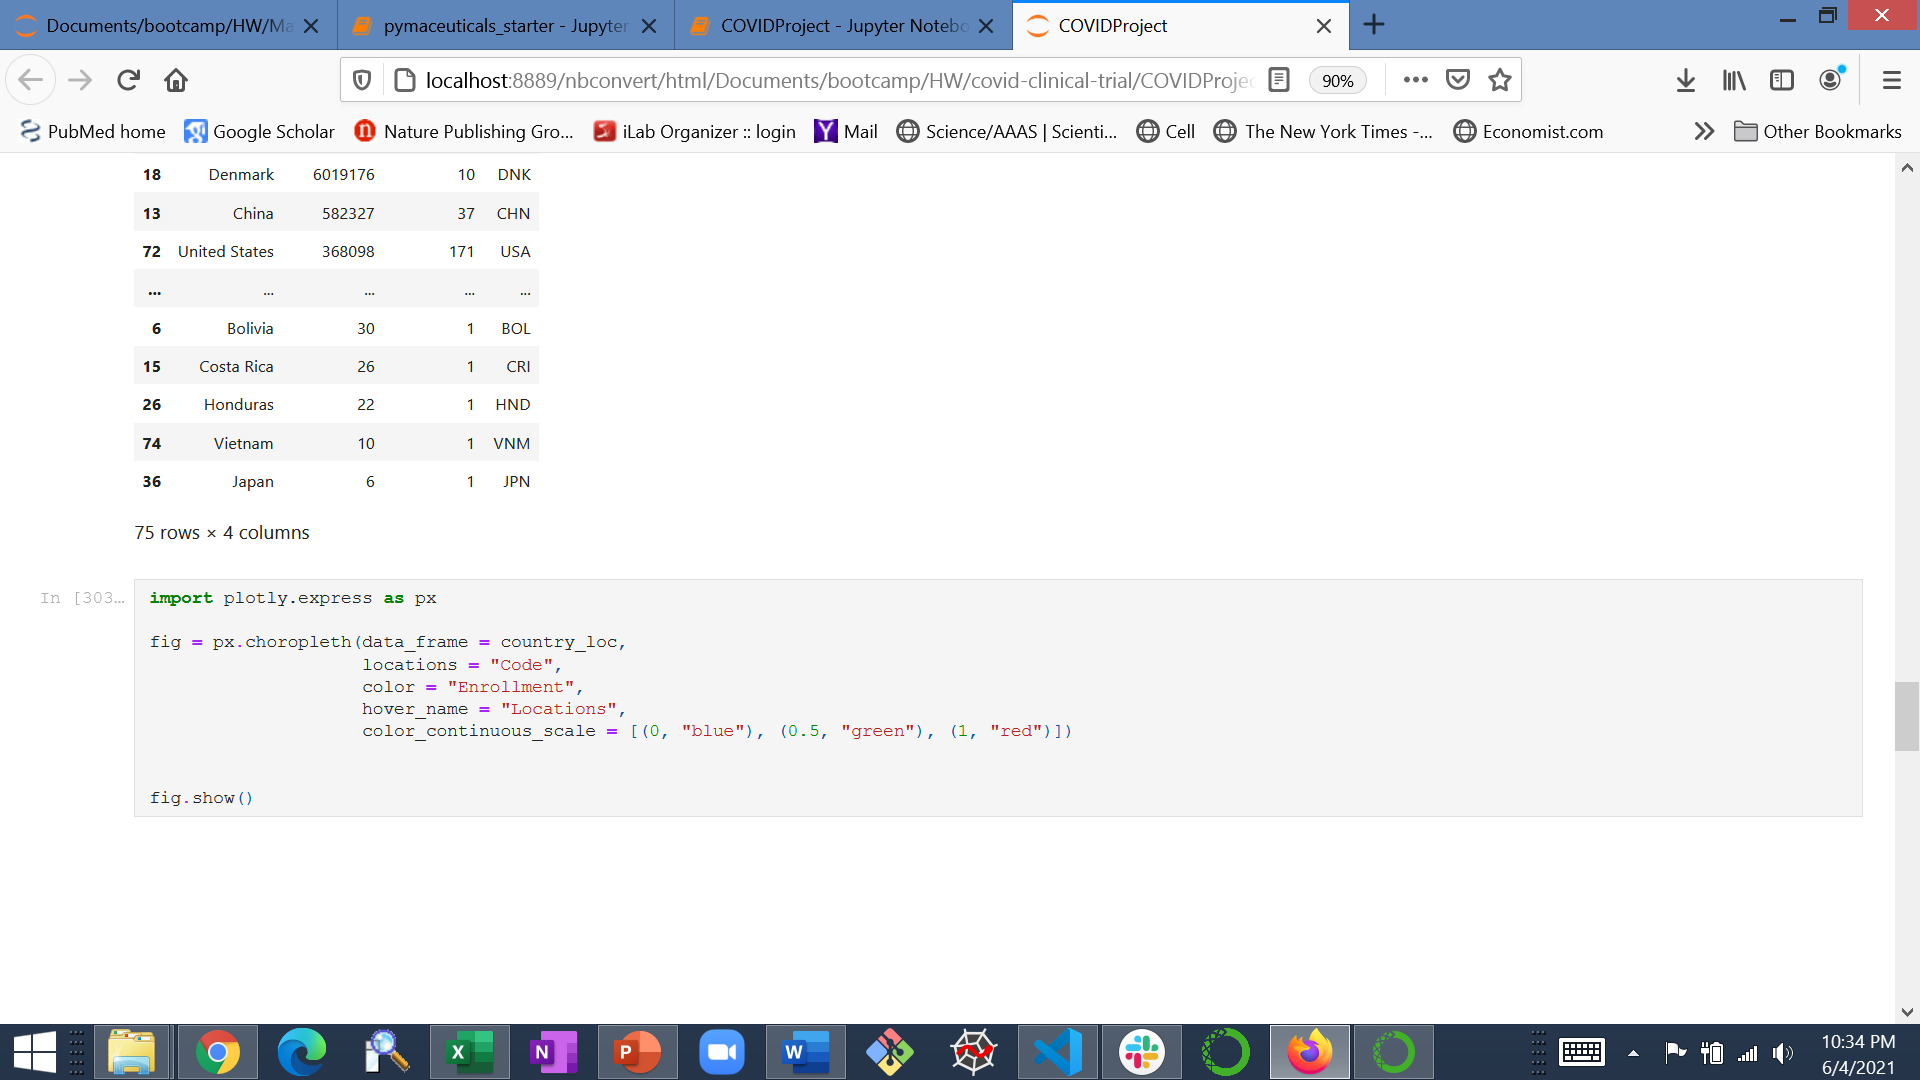 Documents/bootcamp/HW/Ma
pymaceuticals_starter - Jupyter
COVIDProject - Jupyter Notebo
COVIDProject
localhost:8889/nbconvert/html/Documents/bootcamp/HW/covid-clinical-trial/COVIDProjec
90%
PubMed home
Google Scholar
Nature Publishing Gro...
iLab Organizer :: login
Mail
Science/AAAS | Scienti...
Cell
The New York Times -...
Economist.com
Other Bookmarks
18 Denmark 6019176 10 DNK
13 China 582327 37 CHN
72 United States 368098 171 USA
... ... ... ... ...
6 Bolivia 30 1 BOL
15 Costa Rica 26 1 CRI
26 Honduras 22 1 HND
74 Vietnam 10 1 VNM
36 Japan 6 1 JPN
75 rows × 4 columns
In [303…
import plotly.express as px
fig = px.choropleth(data_frame = country_loc,
locations = "Code",
color = "Enrollment",
hover_name = "Locations",
color_continuous_scale = [(0, "blue"), (0.5, "green"), (1, "red")])
fig.show()
10:34 PM
6/4/2021